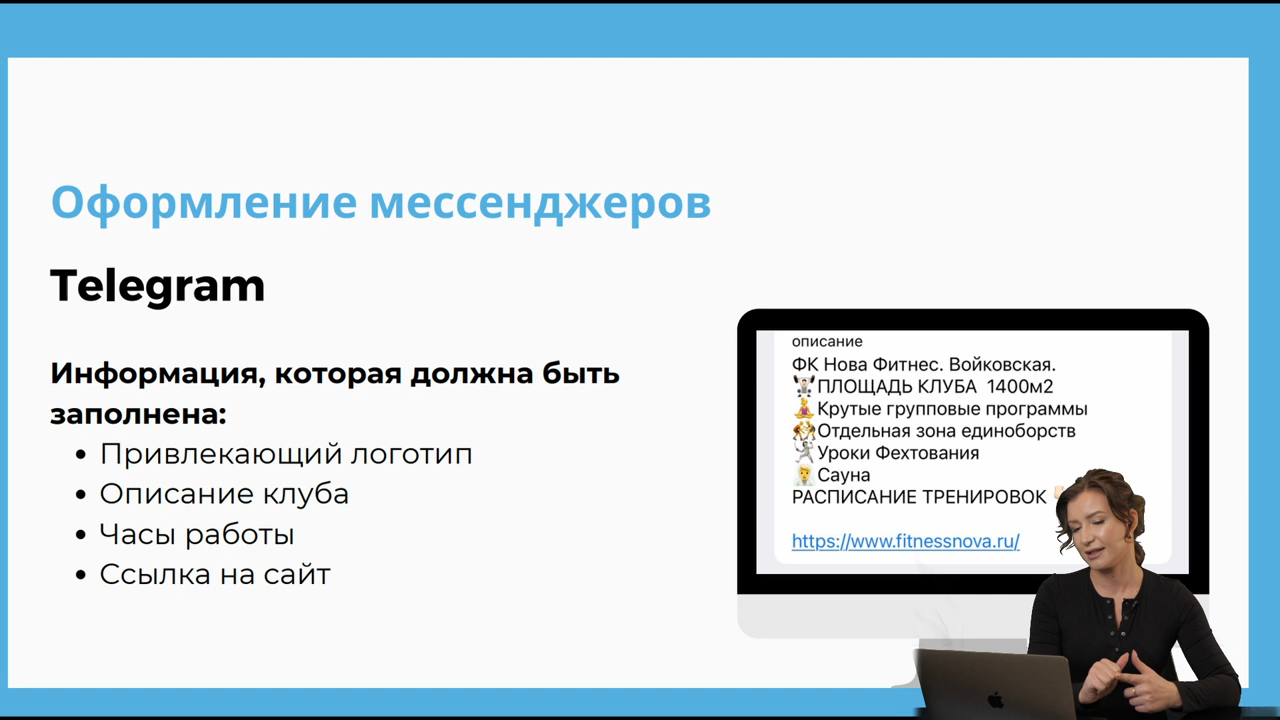 Оформление мессенджеров
Telegram
Информация, которая должна быть
заполнена:
• Привлекающий логотип
• Описание клуба
• Часы работы
• Ссылка на сайт
описание
ФК Нова Фитнес. Войковская.
🏋️ПЛОЩАДЬ КЛУБА 1400м2
🧘Крутые групповые программы
🤼Отдельная зона единоборств
🤺Уроки Фехтования
🧖Сауна
РАСПИСАНИЕ ТРЕНИРОВОК
https://www.fitnessnova.ru/